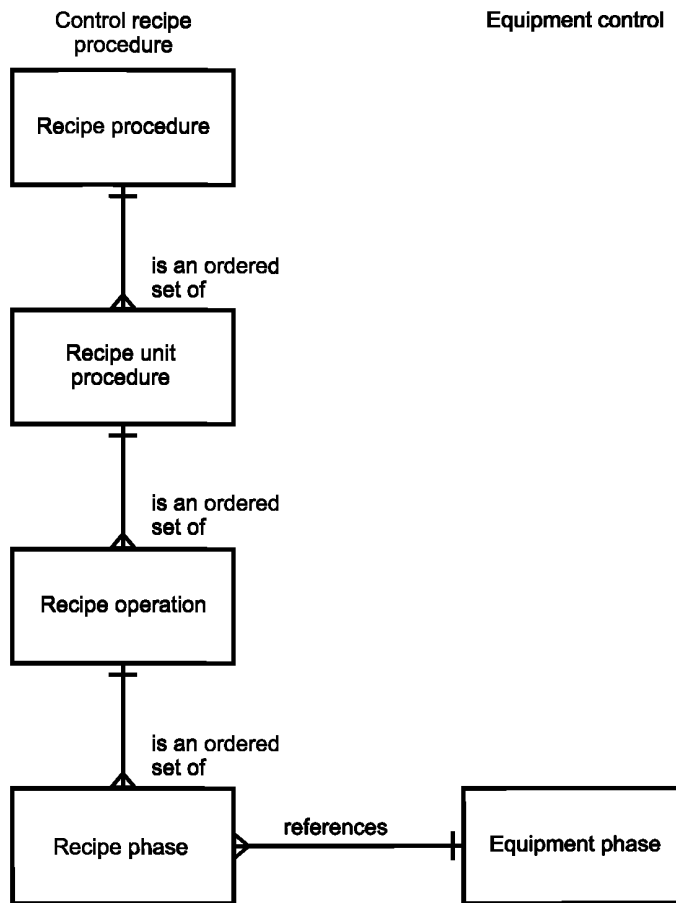 Control recipe
procedure
Equipment control
Recipe procedure
is an ordered
set of
Recipe unit
procedure
is an ordered
set of
Recipe operation
is an ordered
set of
Recipe phase
references
Equipment phase